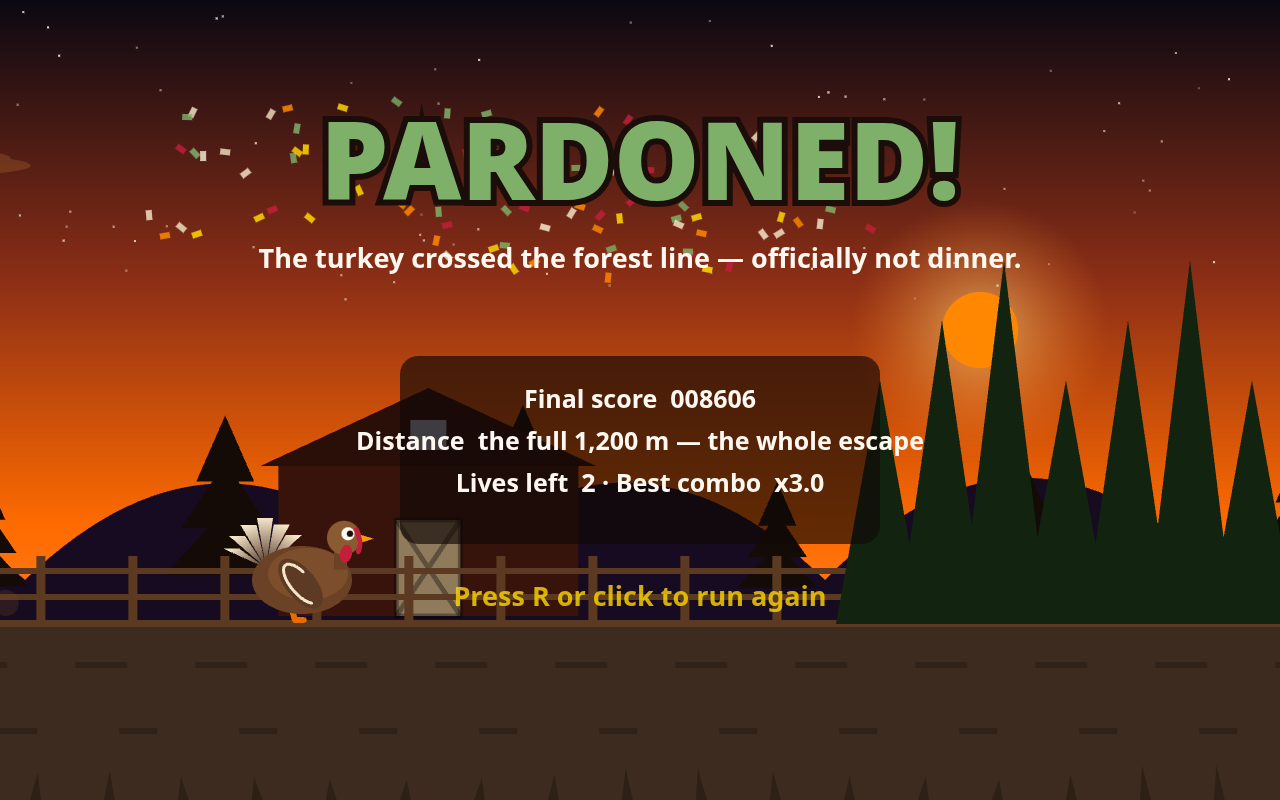 PARDONED!
The turkey crossed the forest line — officially not dinner.
Final score 008606
Distance the full 1,200 m — the whole escape
Lives left 2 · Best combo x3.0
Press R or click to run again